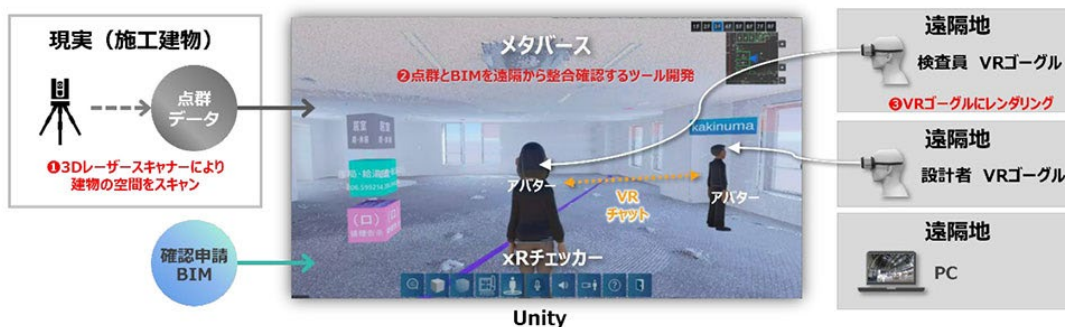 現実（施工建物）
点群
データ
❶3Dレーザースキャナーにより
建物の空間をスキャン
確認申請
BIM
メタバース
❷点群とBIMを遠隔から整合確認するツール開発
kakinuma
アバター
アバター
VR
チャット
xRチェッカー
Unity
遠隔地
検査員 VRゴーグル
❸VRゴーグルにレンダリング
遠隔地
設計者 VRゴーグル
遠隔地
PC